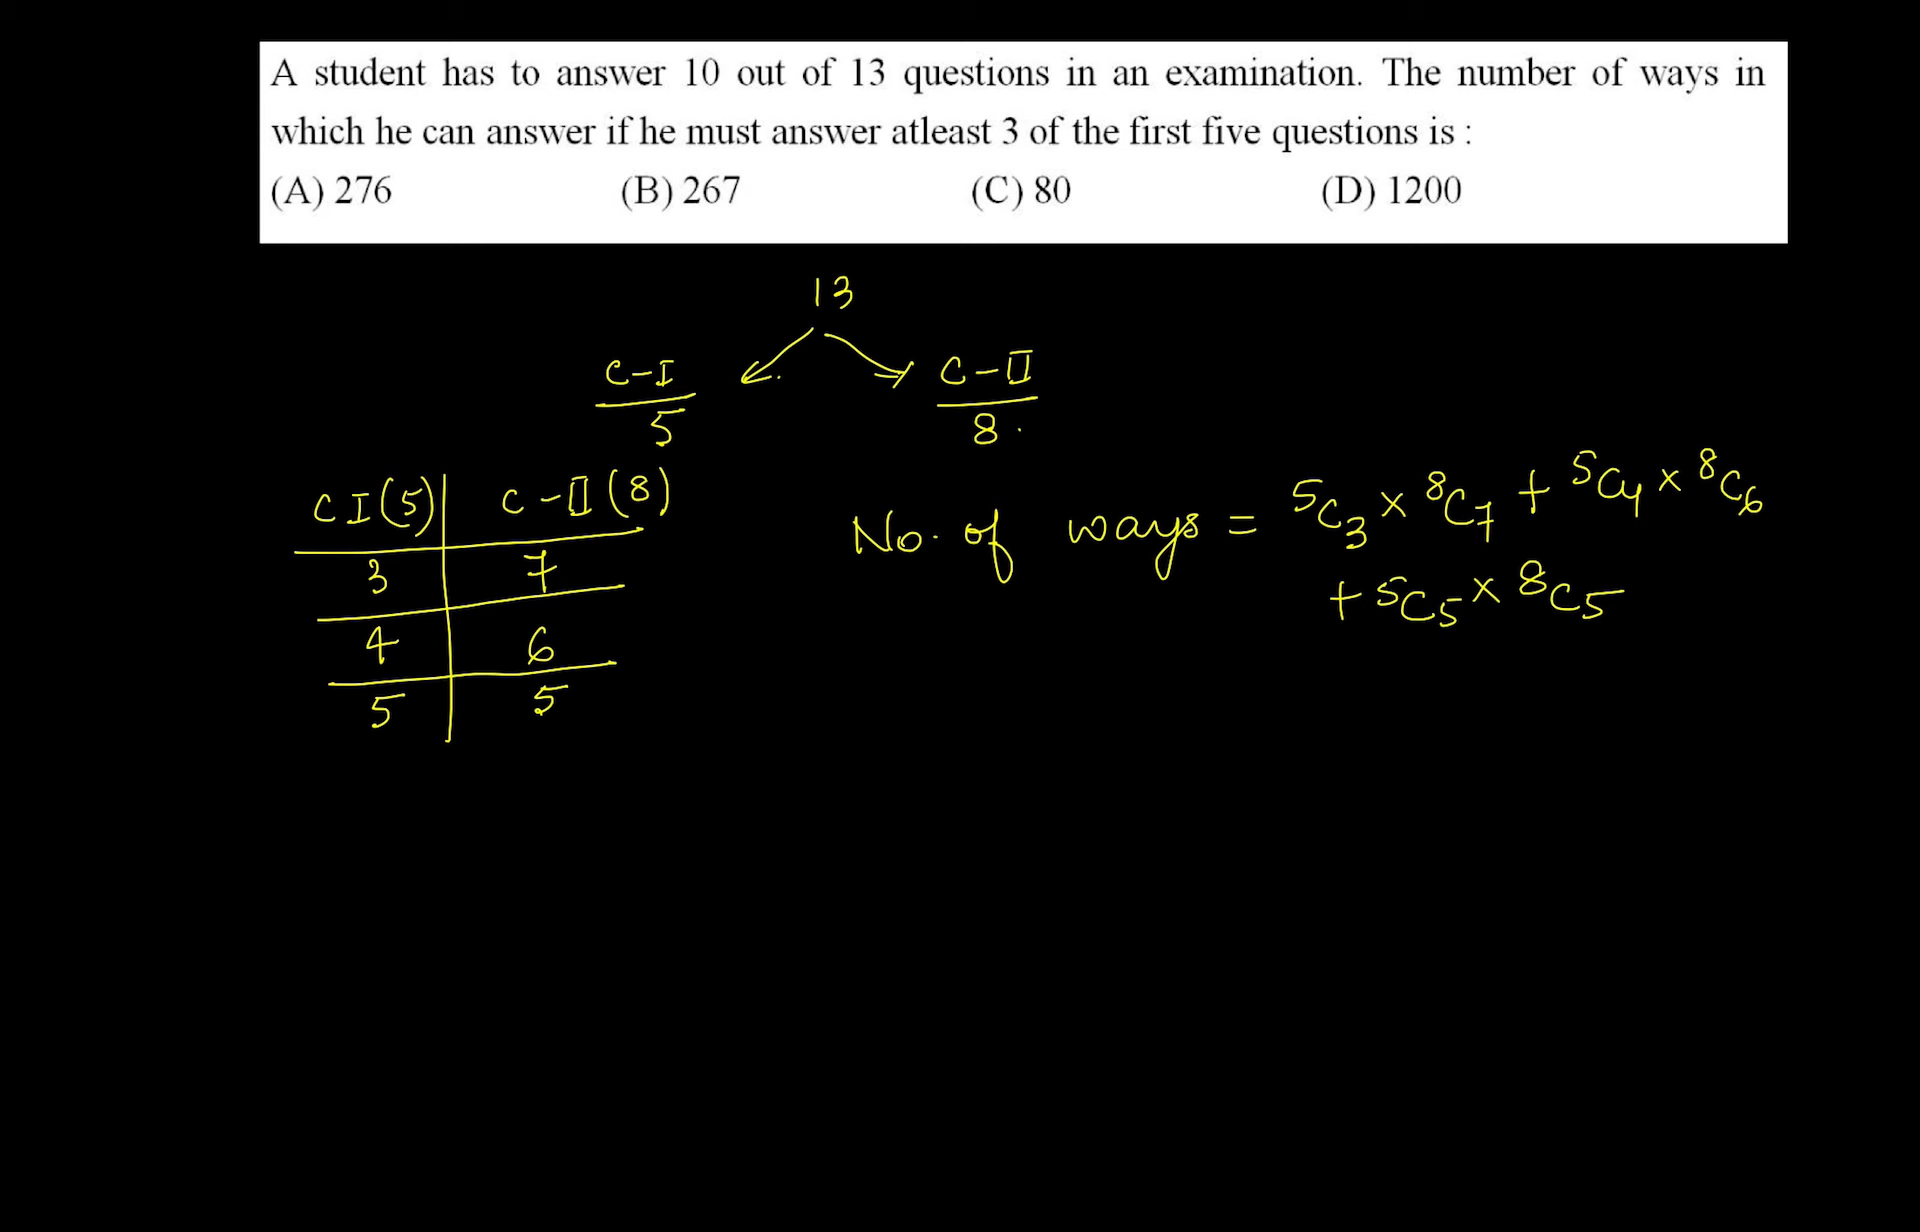 A student has to answer 10 out of 13 questions in an examination. The number of ways in
which he can answer if he must answer atleast 3 of the first five questions is :
(A) 276 (B) 267 (C) 80 (D) 1200
13
C-I C-II
5 8.
C I (5) C-II (8)
3 7
4 6
5 5
No. of ways = ⁵C₃ × ⁸C₇ + ⁵C₄ × ⁸C₆
+ ⁵C₅ × ⁸C₅